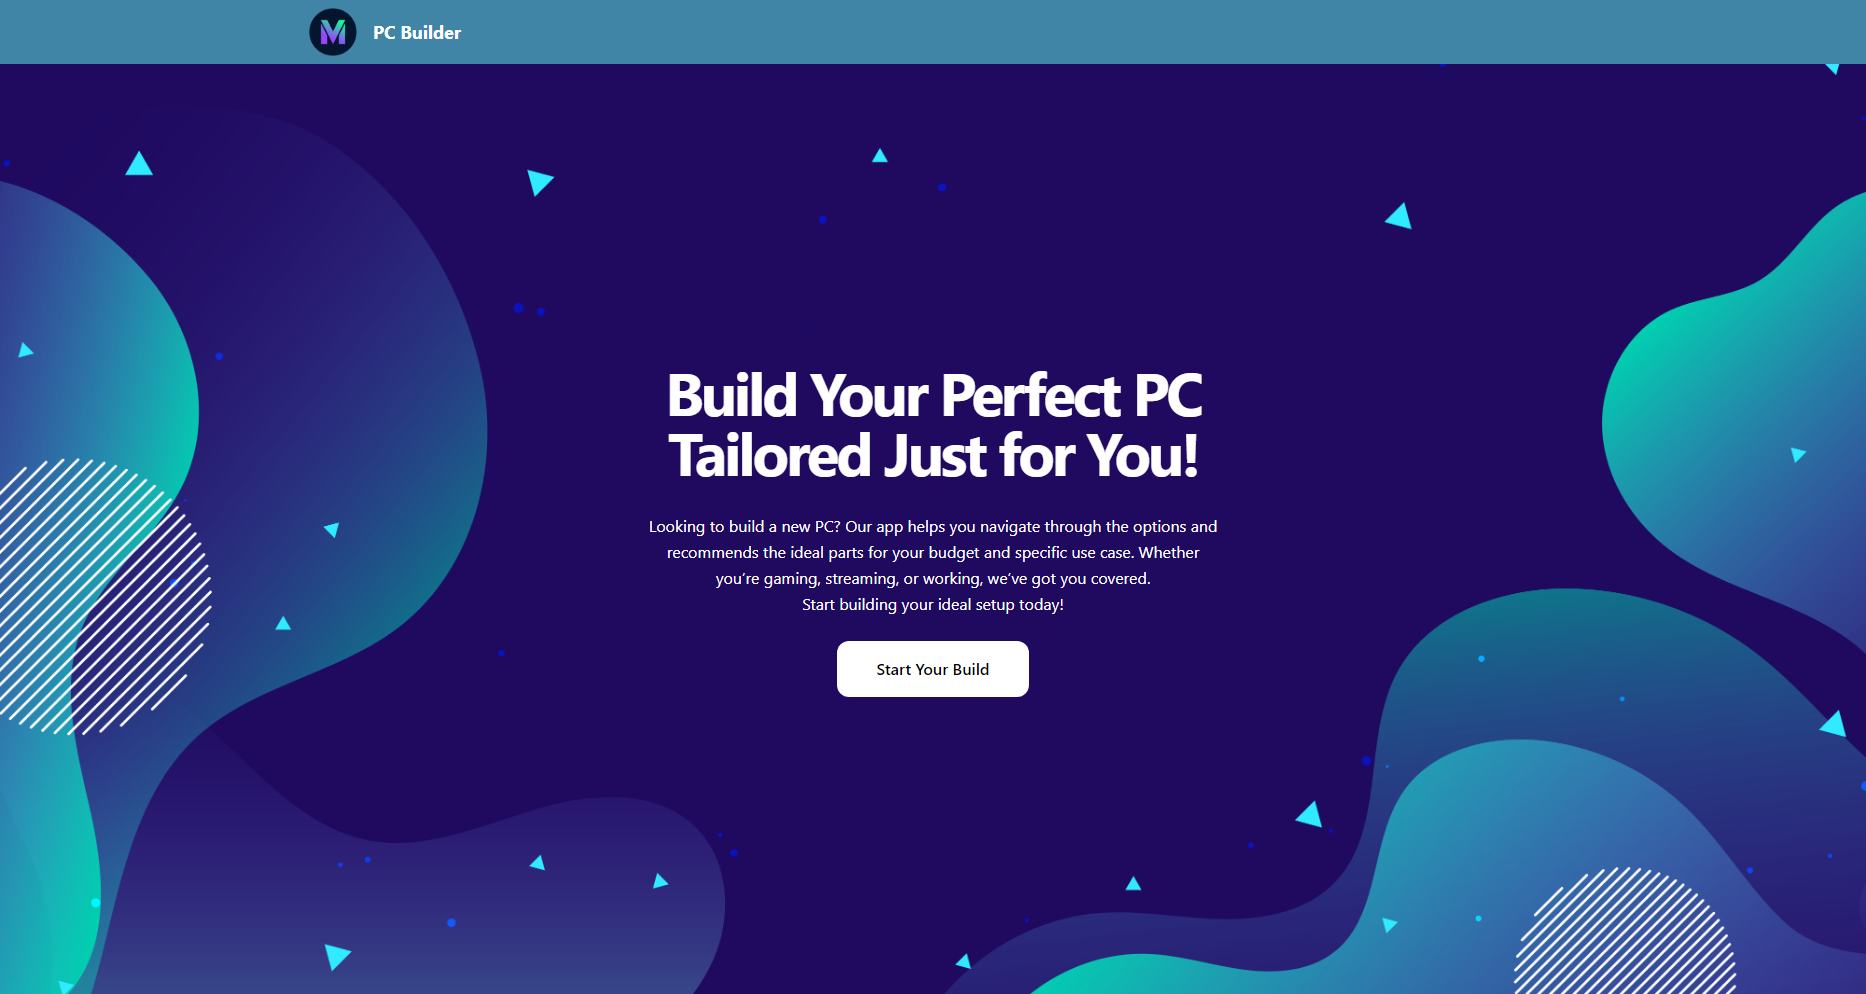 M
PC Builder
Build Your Perfect PC
Tailored Just for You!
Looking to build a new PC? Our app helps you navigate through the options and
recommends the ideal parts for your budget and specific use case. Whether
you’re gaming, streaming, or working, we’ve got you covered.
Start building your ideal setup today!
Start Your Build